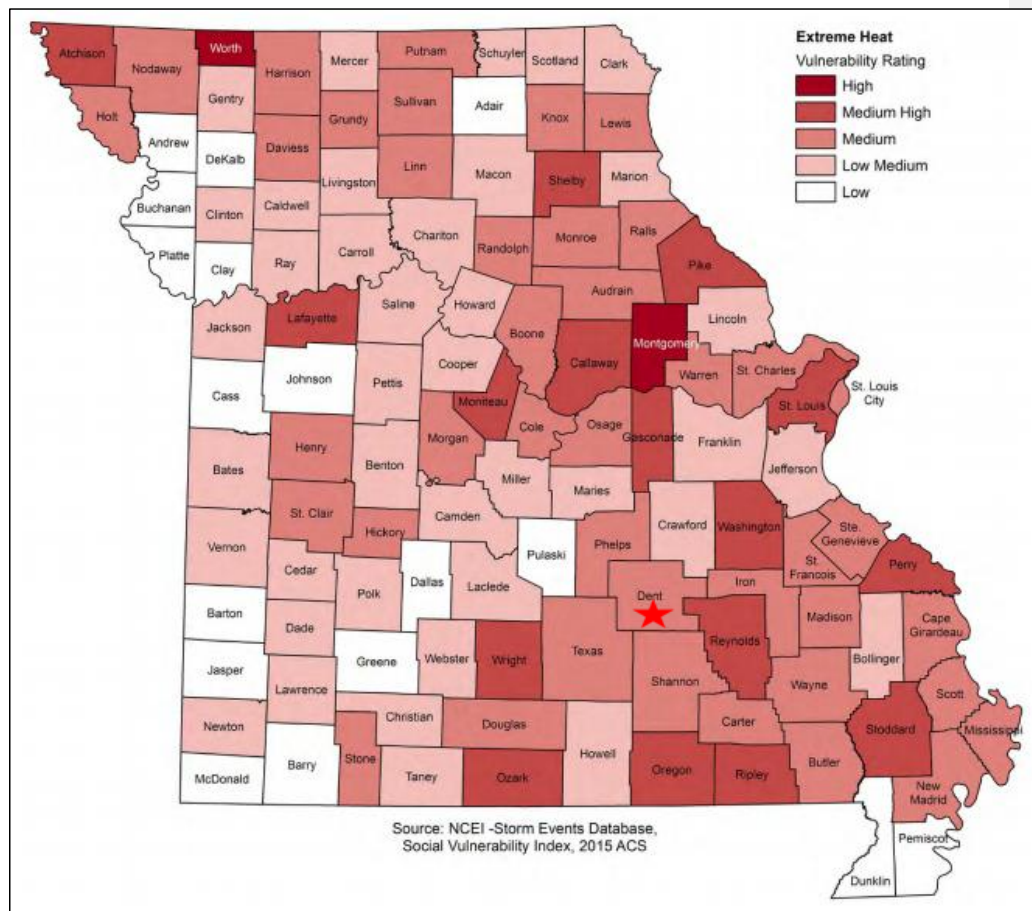 Extreme Heat
Vulnerability Rating
High
Medium High
Medium
Low Medium
Low
Atchison
Nodaway
Worth
Harrison
Mercer
Putnam
Schuyler
Scotland
Clark
Holt
Gentry
Grundy
Sullivan
Adair
Knox
Lewis
Andrew
DeKalb
Daviess
Livingston
Linn
Macon
Shelby
Marion
Buchanan
Clinton
Caldwell
Chariton
Randolph
Monroe
Ralls
Platte
Clay
Ray
Carroll
Pike
Audrain
Jackson
Lafayette
Saline
Howard
Boone
Callaway
Montgomery
Lincoln
Cass
Johnson
Pettis
Cooper
Moniteau
Cole
Osage
Gasconade
Warren
St. Charles
St. Louis
St. Louis
City
Franklin
Jefferson
Bates
Henry
Benton
Morgan
Miller
Maries
Camden
Vernon
St. Clair
Hickory
Pulaski
Phelps
Crawford
Washington
Ste.
Genevieve
St.
Francois
Perry
Cedar
Polk
Dallas
Laclede
Dent
Iron
Madison
Cape
Girardeau
Barton
Dade
Greene
Webster
Wright
Texas
Reynolds
Bollinger
Jasper
Shannon
Wayne
Scott
Mississippi
Lawrence
Christian
Douglas
Carter
Stoddard
Newton
Stone
Howell
Oregon
Ripley
Butler
New
Madrid
McDonald
Barry
Taney
Ozark
Pemiscot
Dunklin
Source: NCEI -Storm Events Database,
Social Vulnerability Index, 2015 ACS